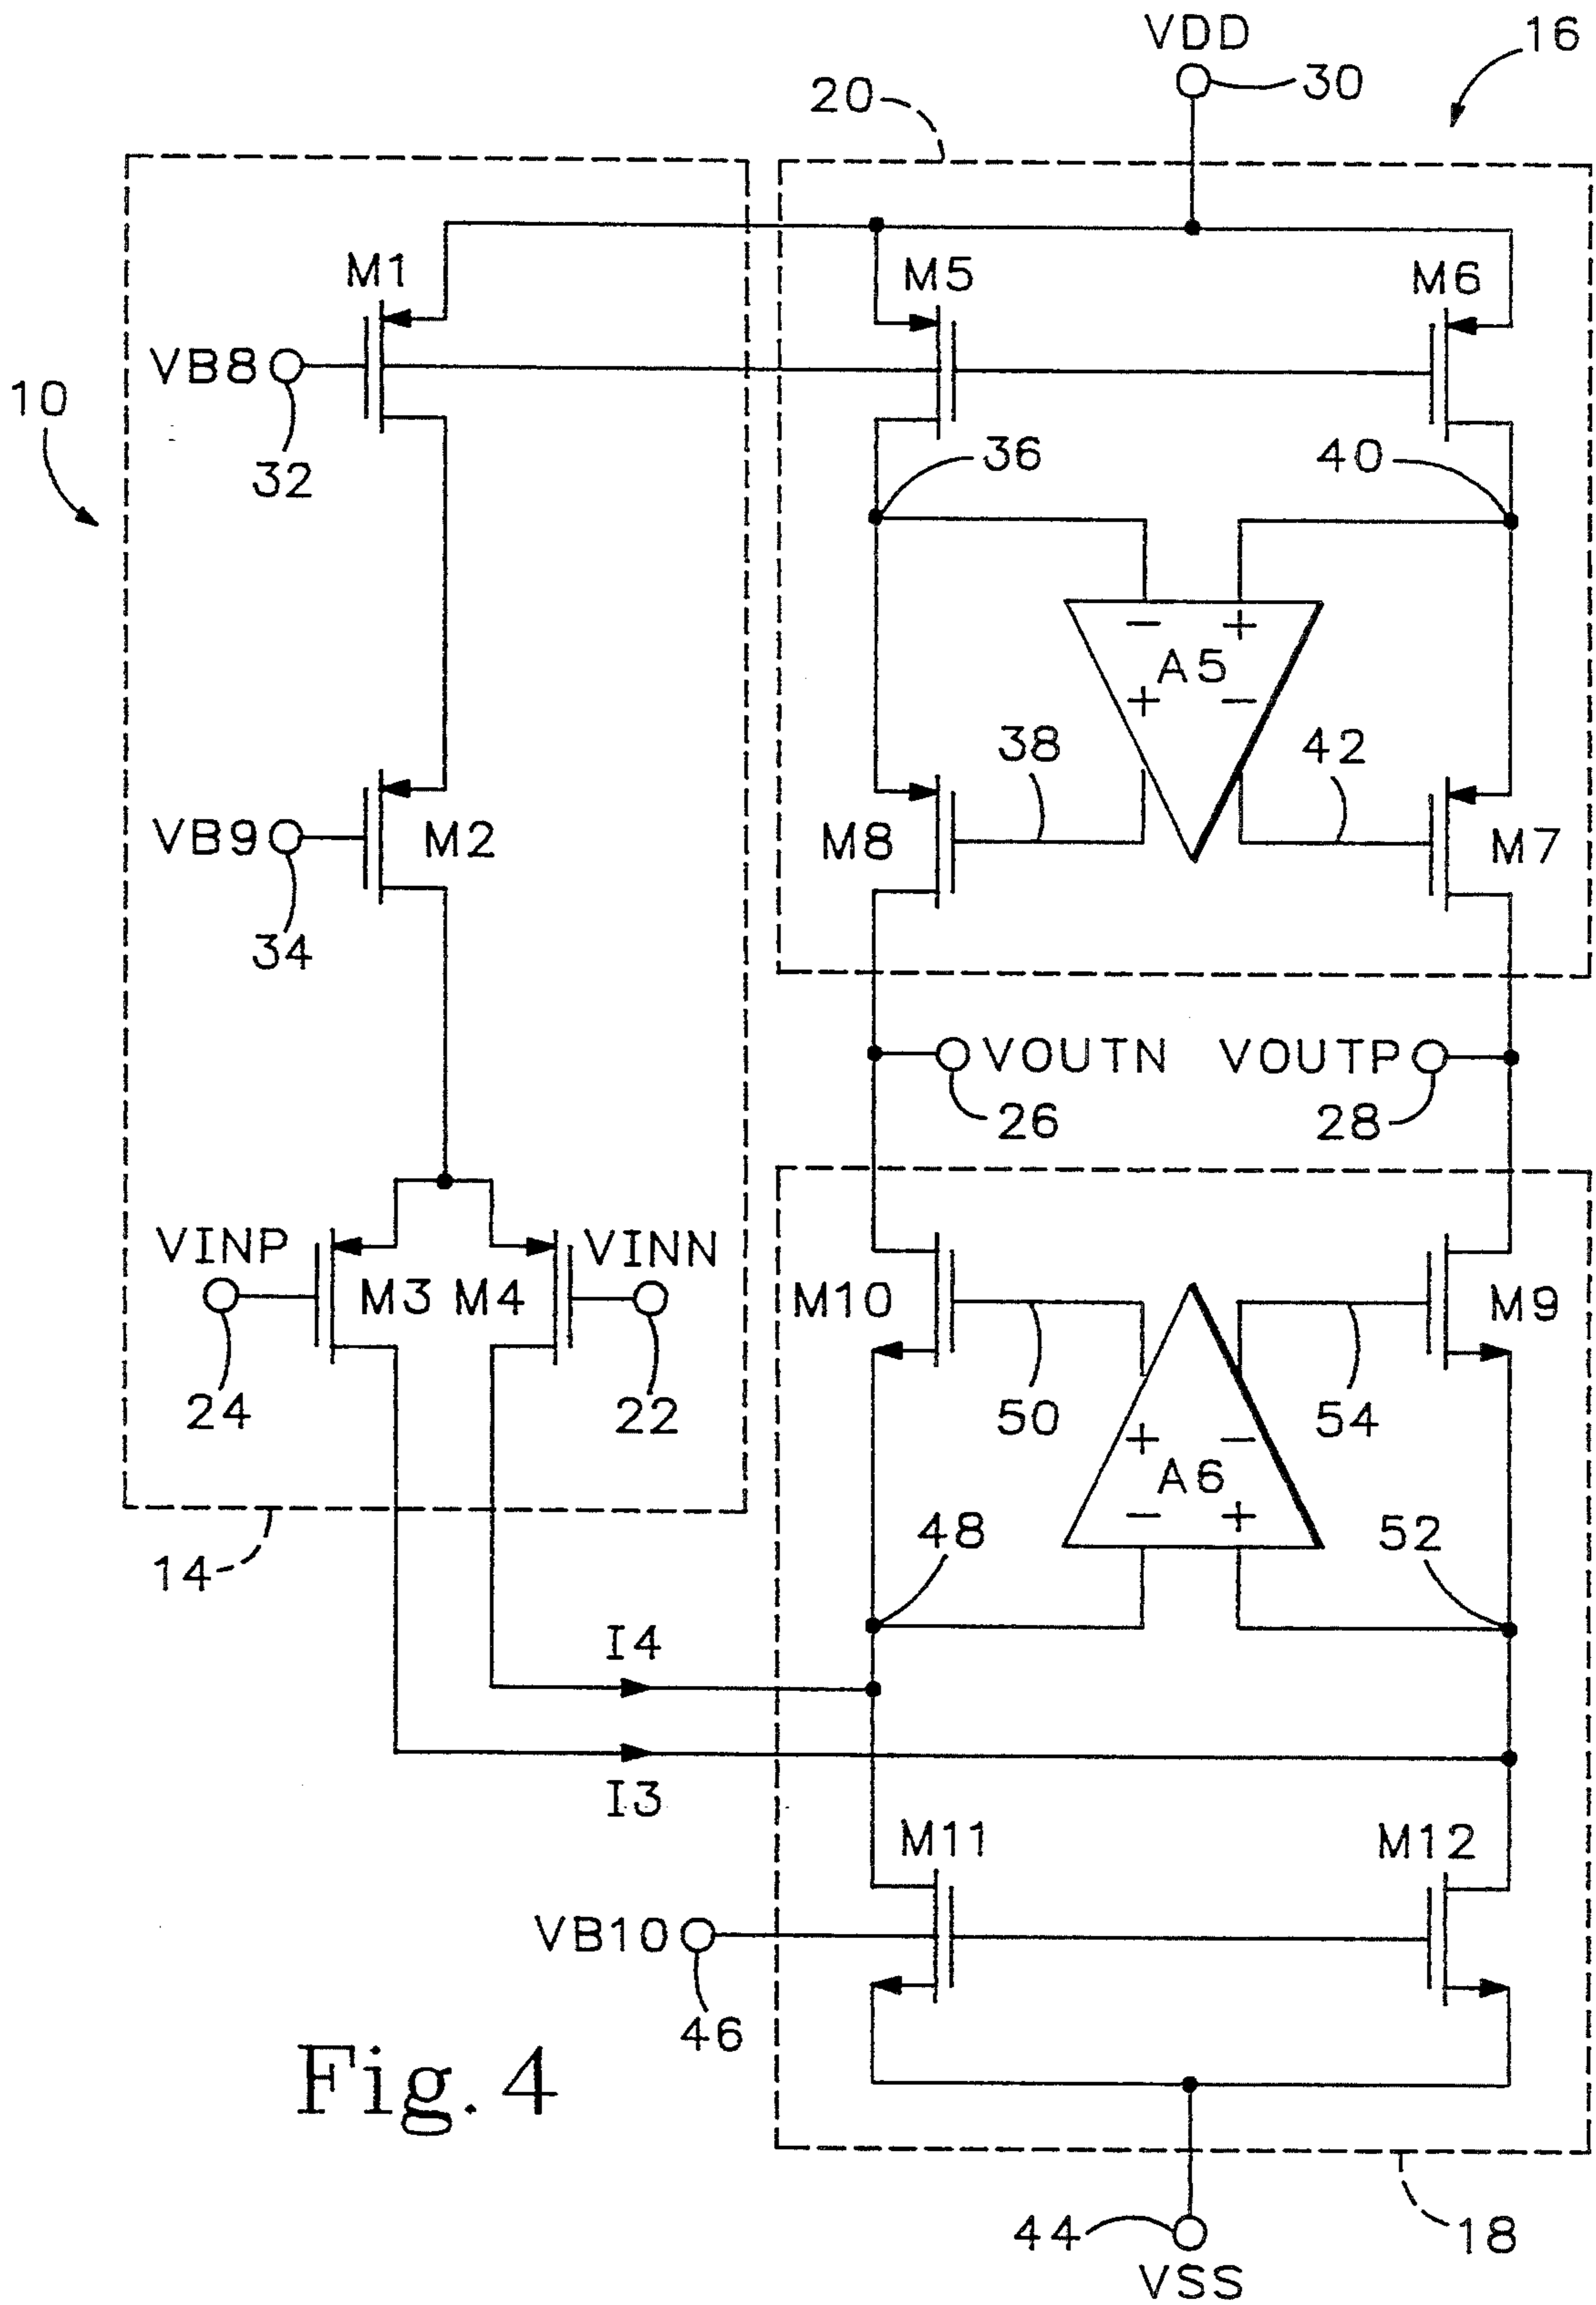 VDD
16
20
30
M1
M5
M6
VB8
10
32
36
40
- +
A5
+ -
VB9
M2
38
42
M8
M7
34
VOUTN
VOUTP
26
28
VINP
VINN
M3
M4
M10
M9
24
22
50
54
+ -
A6
- +
48
52
14
I4
I3
M11
M12
VB10
46
Fig. 4
44
18
VSS